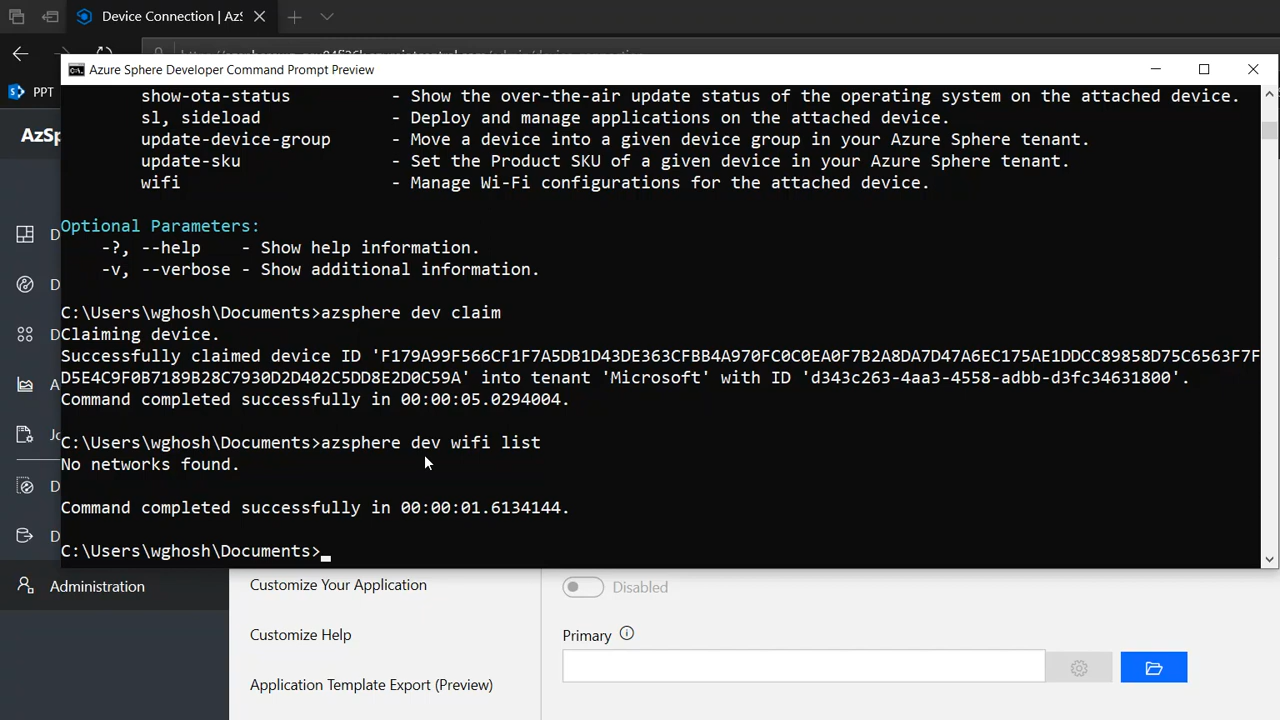 Device Connection | AzS
PPT
Azure Sphere Developer Command Prompt Preview
AzSp
show-ota-status - Show the over-the-air update status of the operating system on the attached device.
sl, sideload - Deploy and manage applications on the attached device.
update-device-group - Move a device into a given device group in your Azure Sphere tenant.
update-sku - Set the Product SKU of a given device in your Azure Sphere tenant.
wifi - Manage Wi-Fi configurations for the attached device.
Optional Parameters:
-?, --help - Show help information.
-v, --verbose - Show additional information.
C:\Users\wghosh\Documents>azsphere dev claim
Claiming device.
Successfully claimed device ID 'F179A99F566CF1F7A5DB1D43DE363CFBB4A970FC0C0EA0F7B2A8DA7D47A6EC175AE1DDCC89858D75C6563F7F
D5E4C9F0B7189B28C7930D2D402C5DD8E2D0C59A' into tenant 'Microsoft' with ID 'd343c263-4aa3-4558-adbb-d3fc34631800'.
Command completed successfully in 00:00:05.0294004.
C:\Users\wghosh\Documents>azsphere dev wifi list
No networks found.
Command completed successfully in 00:00:01.6134144.
C:\Users\wghosh\Documents>
Administration
Customize Your Application
Disabled
Customize Help
Primary
Application Template Export (Preview)